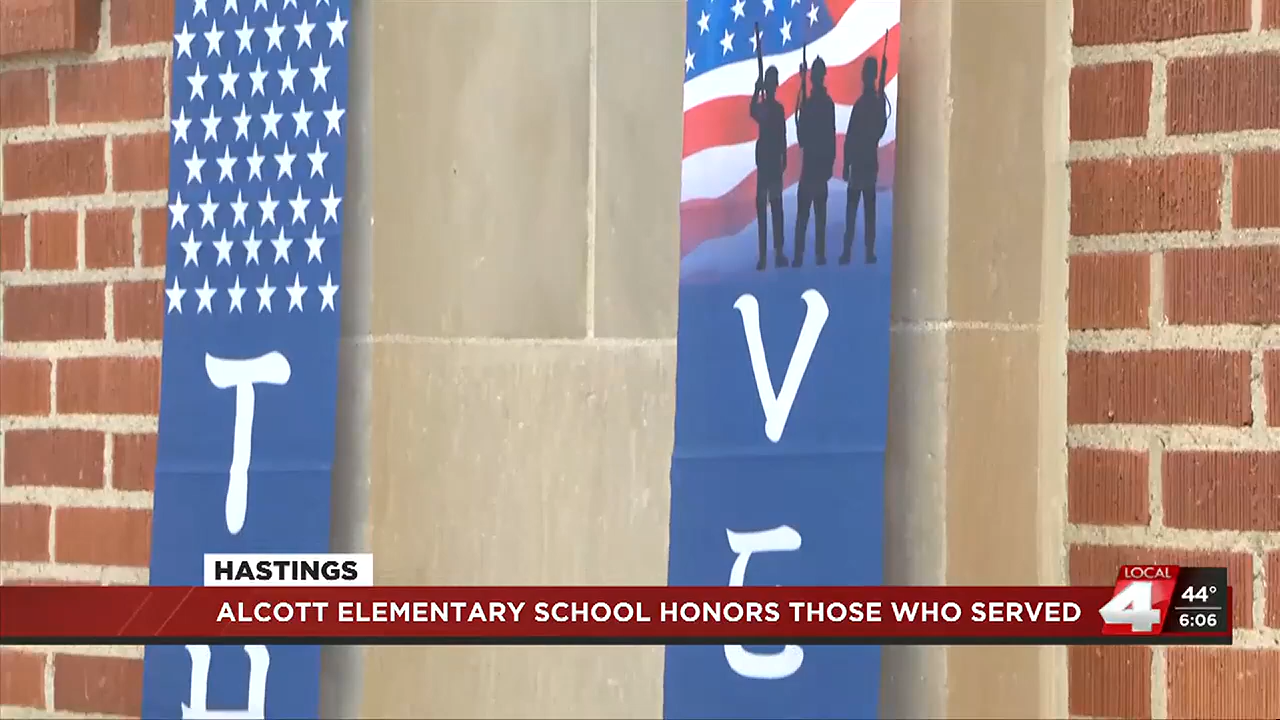 T
V
E
HASTINGS
ALCOTT ELEMENTARY SCHOOL HONORS THOSE WHO SERVED
LOCAL
4
44°
6:06